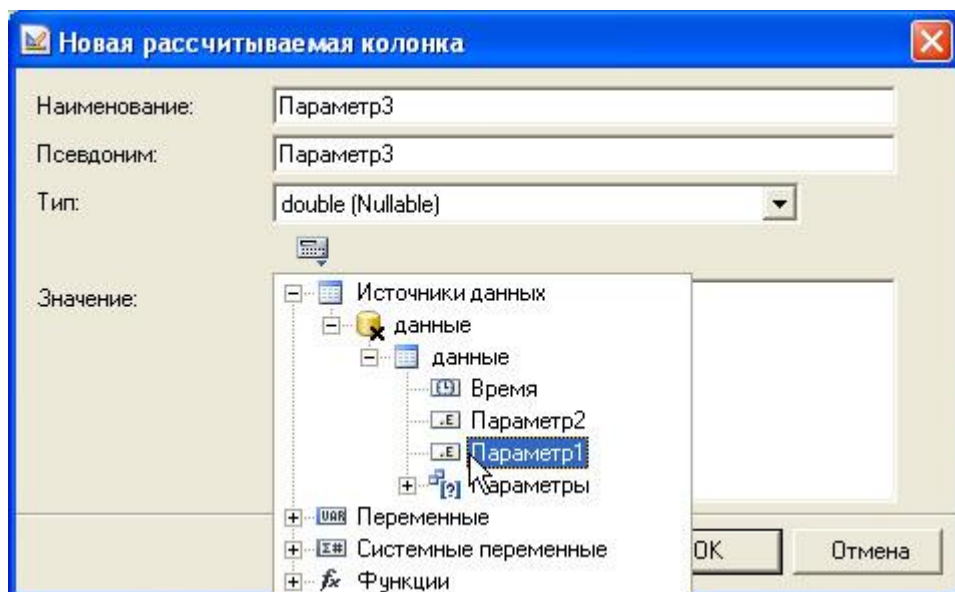 Новая рассчитываемая колонка
Наименование:
Параметр3
Псевдоним:
Параметр3
Тип:
double (Nullable)
Значение:
Источники данных
данные
данные
Время
Параметр2
Параметр1
Параметры
Переменные
Системные переменные
Функции
OK
Отмена